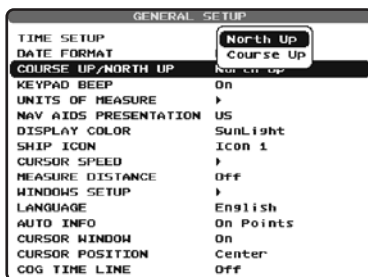 GENERAL SETUP
TIME SETUP
North Up
DATE FORMAT
Course Up
COURSE UP/NORTH UP North Up
KEYPAD BEEP On
UNITS OF MEASURE
NAV AIDS PRESENTATION US
DISPLAY COLOR SunLight
SHIP ICON Icon 1
CURSOR SPEED
MEASURE DISTANCE Off
WINDOWS SETUP
LANGUAGE English
AUTO INFO On Points
CURSOR WINDOW On
CURSOR POSITION Center
COG TIME LINE Off